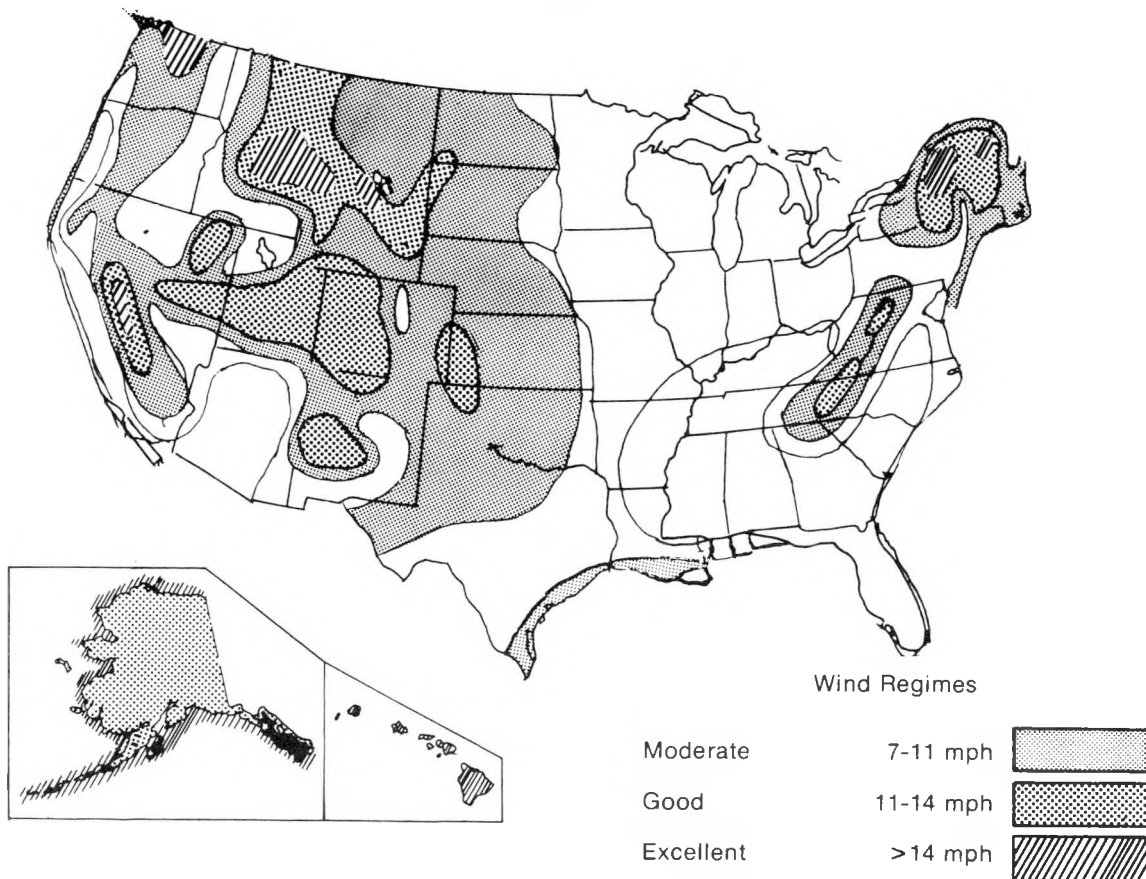 Wind Regimes
Moderate 7-11 mph
Good 11-14 mph
Excellent >14 mph